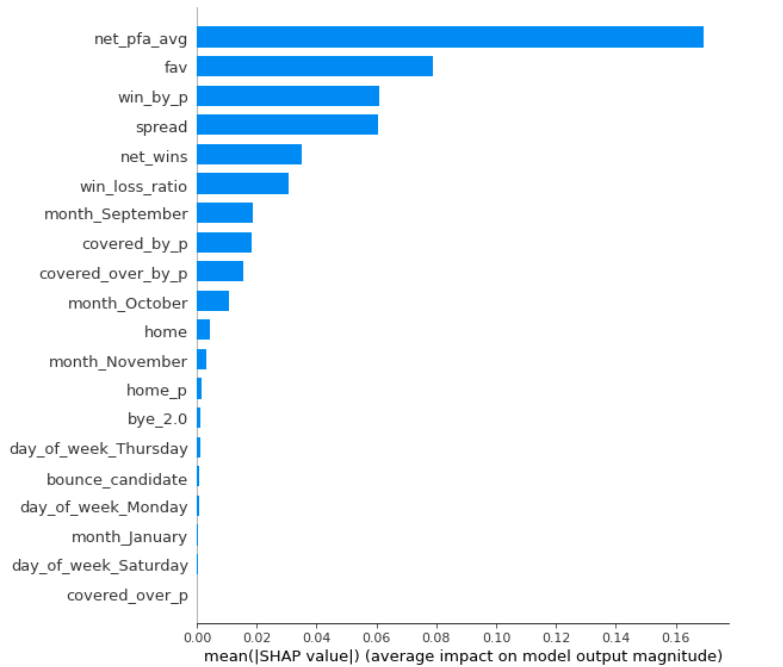 net_pfa_avg
fav
win_by_p
spread
net_wins
win_loss_ratio
month_September
covered_by_p
covered_over_by_p
month_October
home
month_November
home_p
bye_2.0
day_of_week_Thursday
bounce_candidate
day_of_week_Monday
month_January
day_of_week_Saturday
covered_over_p
0.00 0.02 0.04 0.06 0.08 0.10 0.12 0.14 0.16
mean(|SHAP value|) (average impact on model output magnitude)